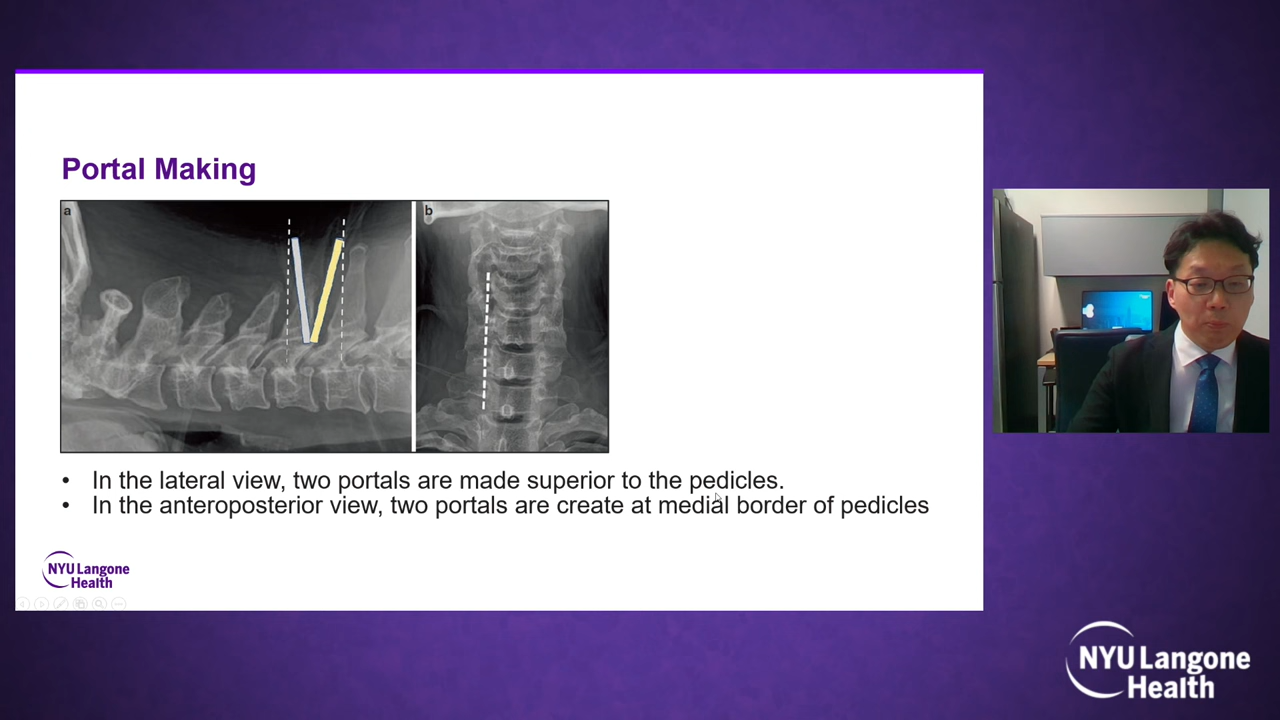 Portal Making
a
b
• In the lateral view, two portals are made superior to the pedicles.
• In the anteroposterior view, two portals are create at medial border of pedicles
NYU Langone
Health
NYU Langone
Health